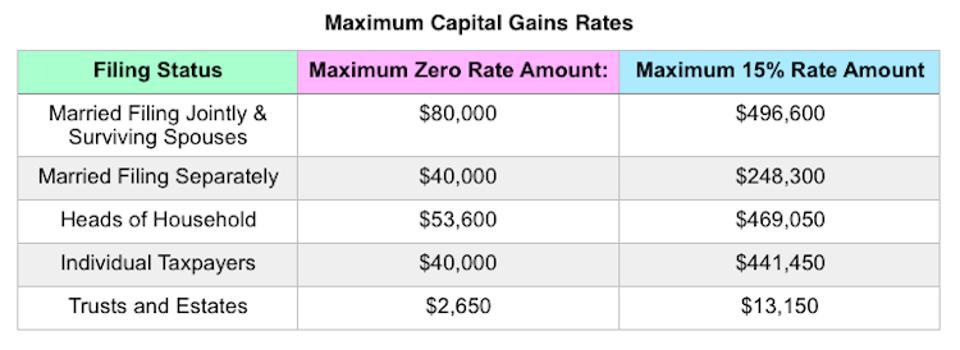 Maximum Capital Gains Rates
Filing Status Maximum Zero Rate Amount: Maximum 15% Rate Amount
Married Filing Jointly &
Surviving Spouses $80,000 $496,600
Married Filing Separately $40,000 $248,300
Heads of Household $53,600 $469,050
Individual Taxpayers $40,000 $441,450
Trusts and Estates $2,650 $13,150